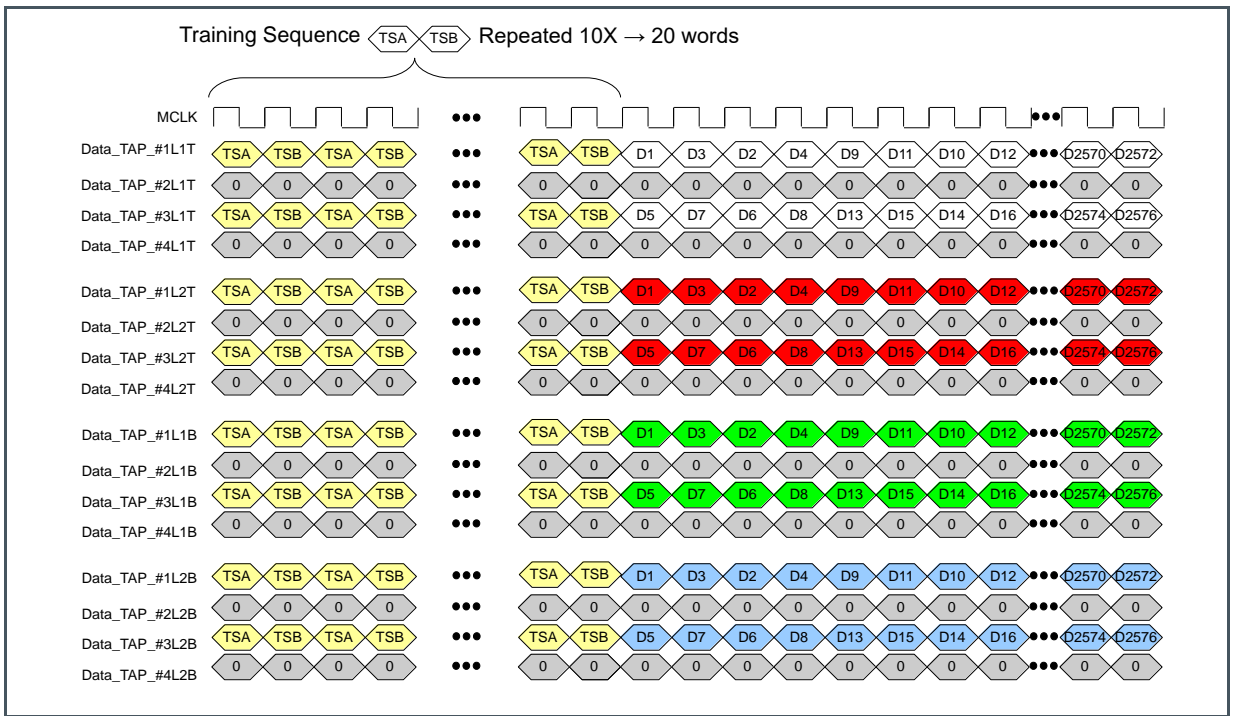 Training Sequence TSA TSB Repeated 10X → 20 words
MCLK ••• •••
Data_TAP_#1L1T TSA TSB TSA TSB ••• TSA TSB D1 D3 D2 D4 D9 D11 D10 D12 ••• D2570 D2572
Data_TAP_#2L1T 0 0 0 0 ••• 0 0 0 0 0 0 0 0 0 0 ••• 0 0
Data_TAP_#3L1T TSA TSB TSA TSB ••• TSA TSB D5 D7 D6 D8 D13 D15 D14 D16 ••• D2574 D2576
Data_TAP_#4L1T 0 0 0 0 ••• 0 0 0 0 0 0 0 0 0 0 ••• 0 0
Data_TAP_#1L2T TSA TSB TSA TSB ••• TSA TSB D1 D3 D2 D4 D9 D11 D10 D12 ••• D2570 D2572
Data_TAP_#2L2T 0 0 0 0 ••• 0 0 0 0 0 0 0 0 0 0 ••• 0 0
Data_TAP_#3L2T TSA TSB TSA TSB ••• TSA TSB D5 D7 D6 D8 D13 D15 D14 D16 ••• D2574 D2576
Data_TAP_#4L2T 0 0 0 0 ••• 0 0 0 0 0 0 0 0 0 0 ••• 0 0
Data_TAP_#1L1B TSA TSB TSA TSB ••• TSA TSB D1 D3 D2 D4 D9 D11 D10 D12 ••• D2570 D2572
Data_TAP_#2L1B 0 0 0 0 ••• 0 0 0 0 0 0 0 0 0 0 ••• 0 0
Data_TAP_#3L1B TSA TSB TSA TSB ••• TSA TSB D5 D7 D6 D8 D13 D15 D14 D16 ••• D2574 D2576
Data_TAP_#4L1B 0 0 0 0 ••• 0 0 0 0 0 0 0 0 0 0 ••• 0 0
Data_TAP_#1L2B TSA TSB TSA TSB ••• TSA TSB D1 D3 D2 D4 D9 D11 D10 D12 ••• D2570 D2572
Data_TAP_#2L2B 0 0 0 0 ••• 0 0 0 0 0 0 0 0 0 0 ••• 0 0
Data_TAP_#3L2B TSA TSB TSA TSB ••• TSA TSB D5 D7 D6 D8 D13 D15 D14 D16 ••• D2574 D2576
Data_TAP_#4L2B 0 0 0 0 ••• 0 0 0 0 0 0 0 0 0 0 ••• 0 0